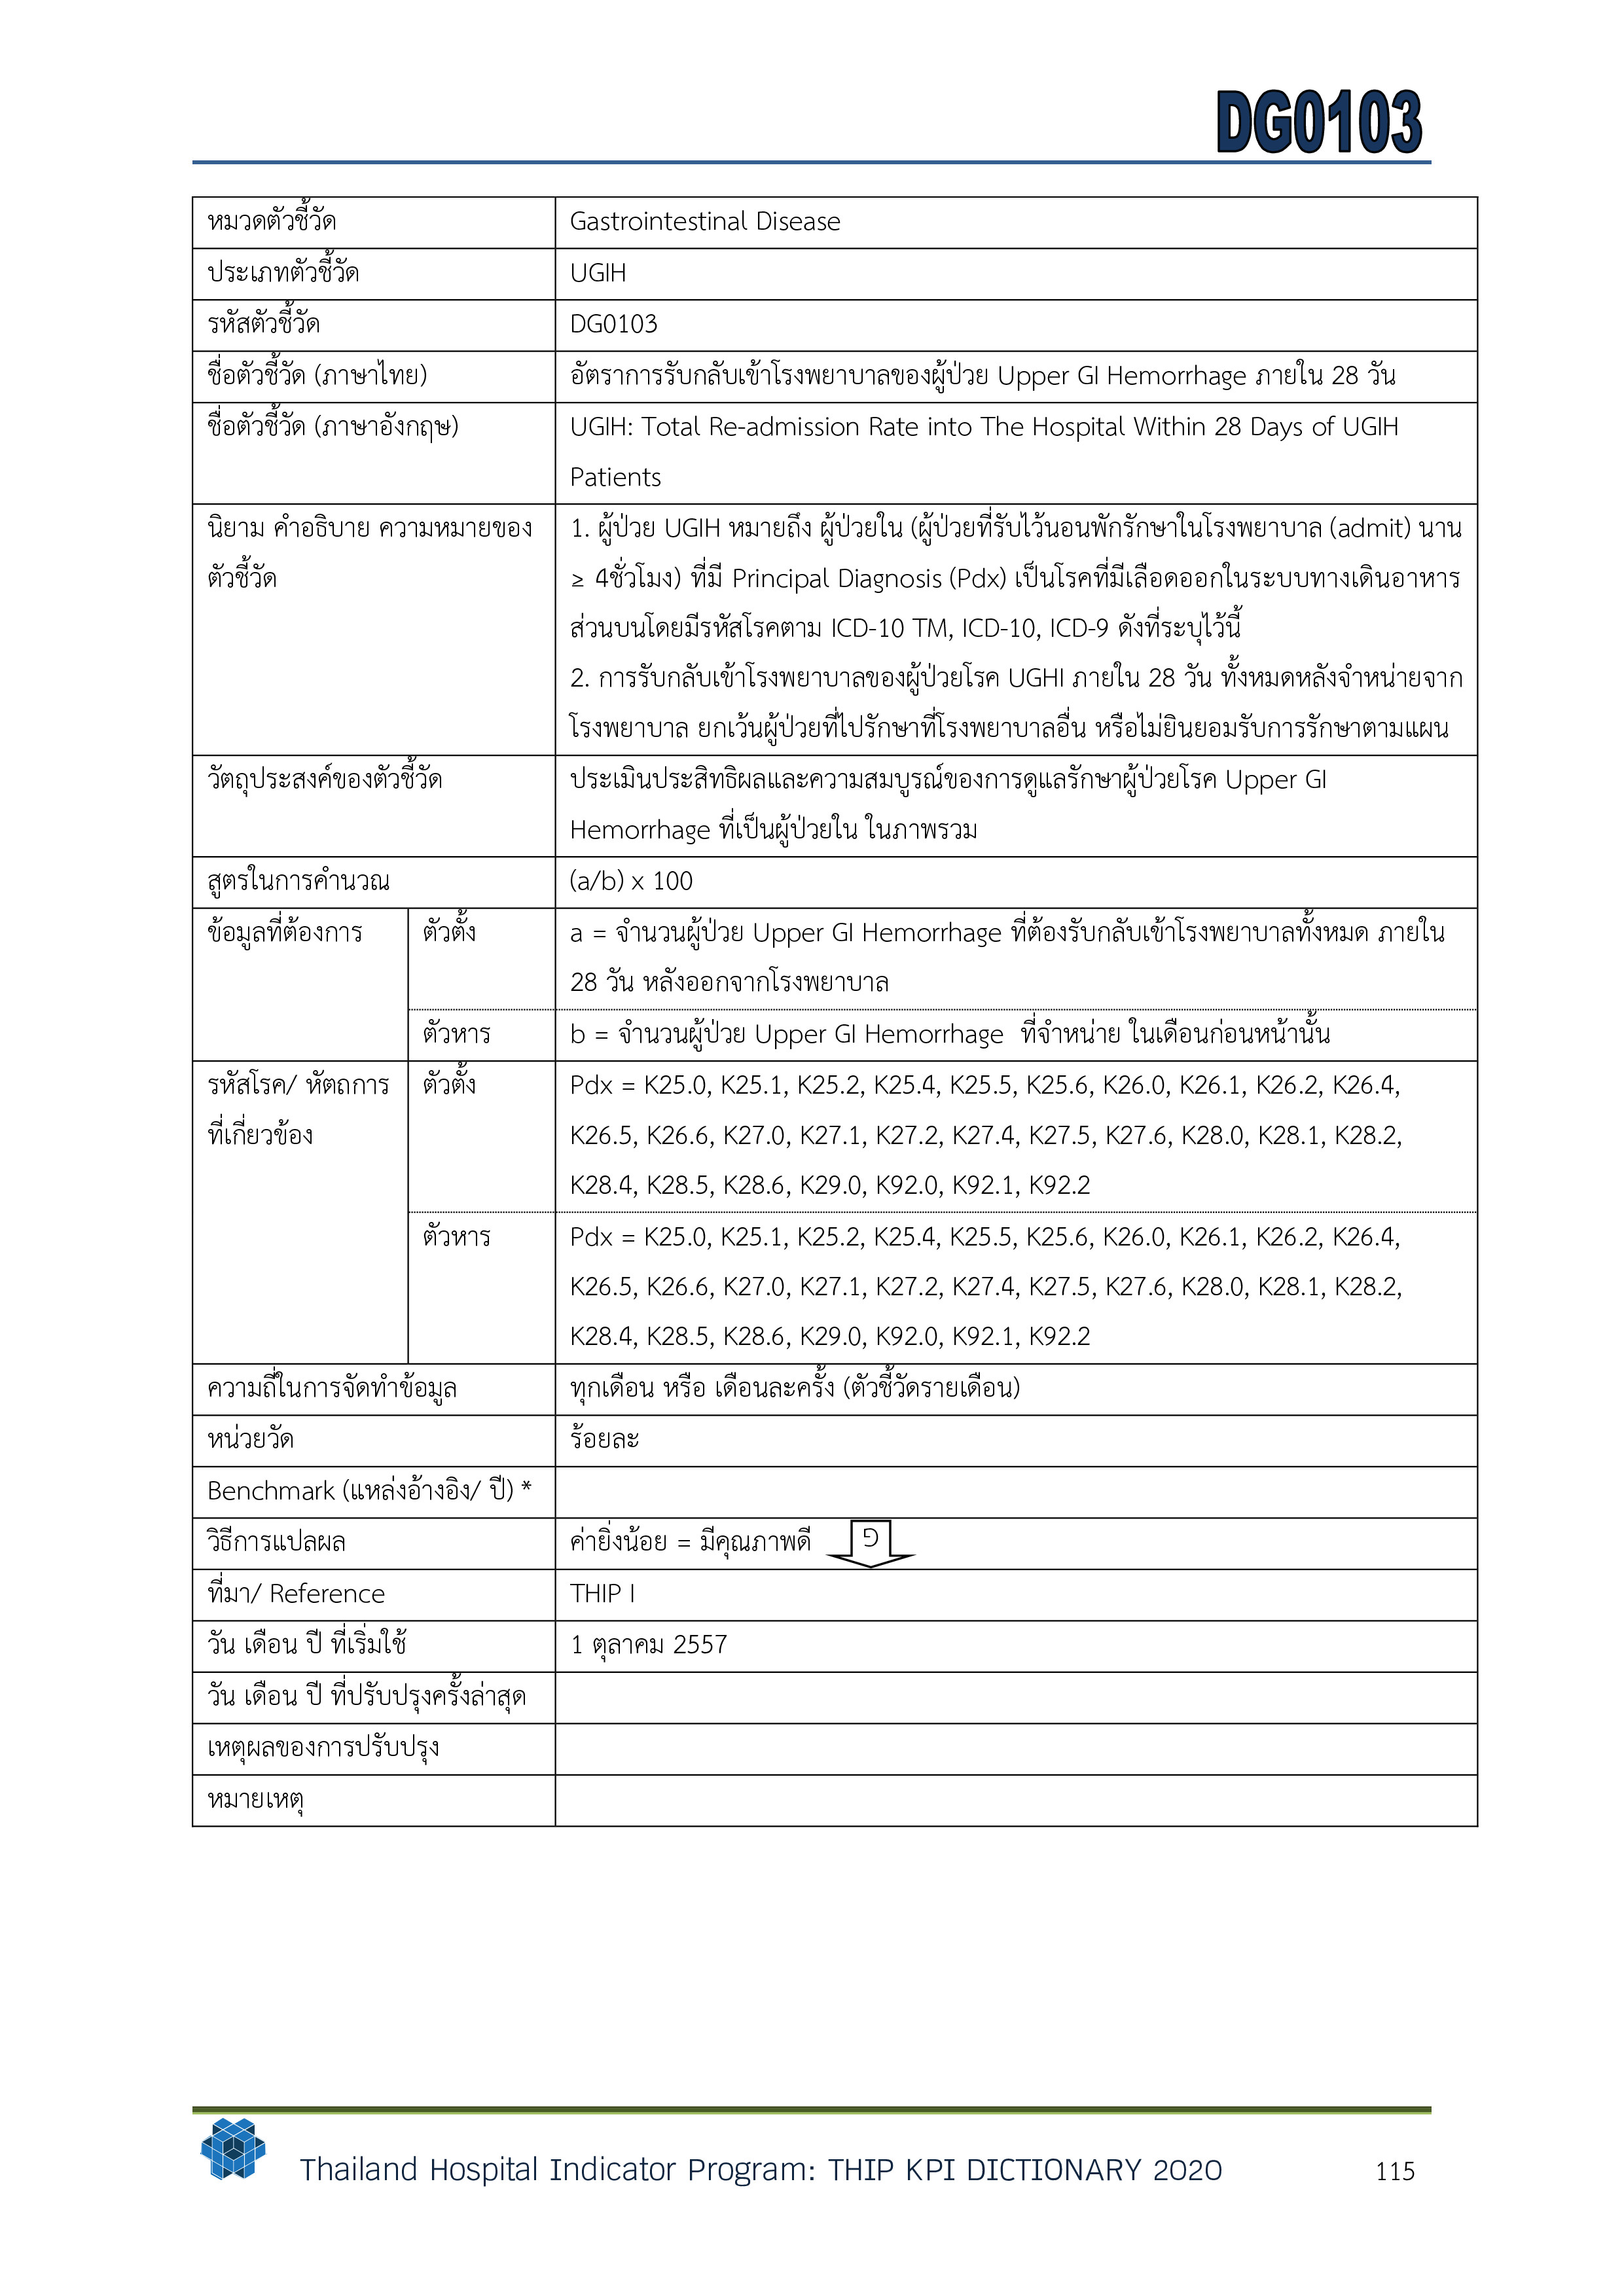 DG0103
หมวดตัวชี้วัด
Gastrointestinal Disease
ประเภทตัวชี้วัด
UGIH
รหัสตัวชี้วัด
DG0103
ชื่อตัวชี้วัด (ภาษาไทย)
อัตราการรับกลับเข้าโรงพยาบาลของผู้ป่วย Upper GI Hemorrhage ภายใน 28 วัน
ชื่อตัวชี้วัด (ภาษาอังกฤษ)
UGIH: Total Re-admission Rate into The Hospital Within 28 Days of UGIH
Patients
นิยาม คำอธิบาย ความหมายของ
ตัวชี้วัด
1. ผู้ป่วย UGIH หมายถึง ผู้ป่วยใน (ผู้ป่วยที่รับไว้นอนพักรักษาในโรงพยาบาล (admit) นาน
≥ 4ชั่วโมง) ที่มี Principal Diagnosis (Pdx) เป็นโรคที่มีเลือดออกในระบบทางเดินอาหาร
ส่วนบนโดยมีรหัสโรคตาม ICD-10 TM, ICD-10, ICD-9 ดังที่ระบุไว้นี้
2. การรับกลับเข้าโรงพยาบาลของผู้ป่วยโรค UGHI ภายใน 28 วัน ทั้งหมดหลังจำหน่ายจาก
โรงพยาบาล ยกเว้นผู้ป่วยที่ไปรักษาที่โรงพยาบาลอื่น หรือไม่ยินยอมรับการรักษาตามแผน
วัตถุประสงค์ของตัวชี้วัด
ประเมินประสิทธิผลและความสมบูรณ์ของการดูแลรักษาผู้ป่วยโรค Upper GI
Hemorrhage ที่เป็นผู้ป่วยใน ในภาพรวม
สูตรในการคำนวณ
(a/b) x 100
ข้อมูลที่ต้องการ
ตัวตั้ง
a = จำนวนผู้ป่วย Upper GI Hemorrhage ที่ต้องรับกลับเข้าโรงพยาบาลทั้งหมด ภายใน
28 วัน หลังออกจากโรงพยาบาล
ตัวหาร
b = จำนวนผู้ป่วย Upper GI Hemorrhage ที่จำหน่าย ในเดือนก่อนหน้านั้น
รหัสโรค/ หัตถการ
ที่เกี่ยวข้อง
ตัวตั้ง
Pdx = K25.0, K25.1, K25.2, K25.4, K25.5, K25.6, K26.0, K26.1, K26.2, K26.4,
K26.5, K26.6, K27.0, K27.1, K27.2, K27.4, K27.5, K27.6, K28.0, K28.1, K28.2,
K28.4, K28.5, K28.6, K29.0, K92.0, K92.1, K92.2
ตัวหาร
Pdx = K25.0, K25.1, K25.2, K25.4, K25.5, K25.6, K26.0, K26.1, K26.2, K26.4,
K26.5, K26.6, K27.0, K27.1, K27.2, K27.4, K27.5, K27.6, K28.0, K28.1, K28.2,
K28.4, K28.5, K28.6, K29.0, K92.0, K92.1, K92.2
ความถี่ในการจัดทำข้อมูล
ทุกเดือน หรือ เดือนละครั้ง (ตัวชี้วัดรายเดือน)
หน่วยวัด
ร้อยละ
Benchmark (แหล่งอ้างอิง/ ปี) *
วิธีการแปลผล
ค่ายิ่งน้อย = มีคุณภาพดี
ที่มา/ Reference
THIP I
วัน เดือน ปี ที่เริ่มใช้
1 ตุลาคม 2557
วัน เดือน ปี ที่ปรับปรุงครั้งล่าสุด
เหตุผลของการปรับปรุง
หมายเหตุ
Thailand Hospital Indicator Program: THIP KPI DICTIONARY 2020
115